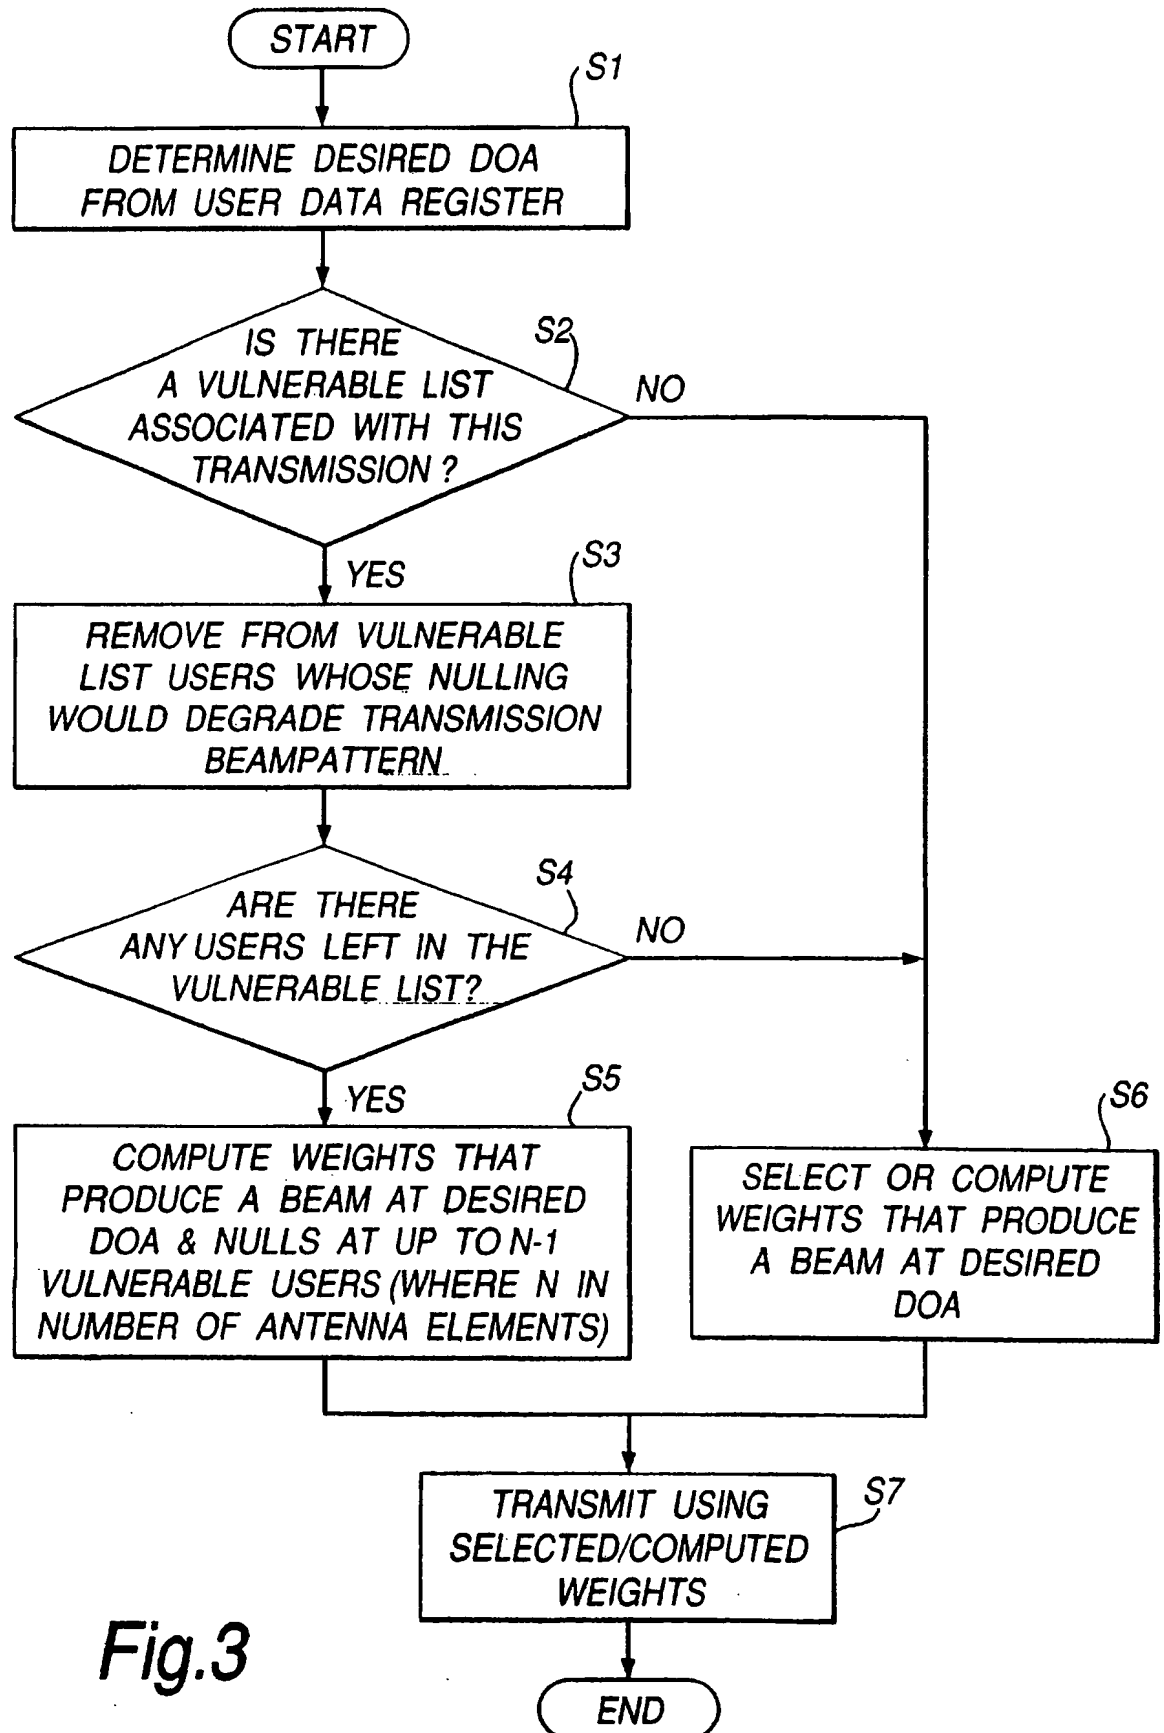 START
S1
DETERMINE DESIRED DOA
FROM USER DATA REGISTER
S2
IS THERE
A VULNERABLE LIST
ASSOCIATED WITH THIS
TRANSMISSION?
NO
YES
S3
REMOVE FROM VULNERABLE
LIST USERS WHOSE NULLING
WOULD DEGRADE TRANSMISSION
BEAMPATTERN
S4
ARE THERE
ANY USERS LEFT IN THE
VULNERABLE LIST?
NO
YES
S5
COMPUTE WEIGHTS THAT
PRODUCE A BEAM AT DESIRED
DOA & NULLS AT UP TO N-1
VULNERABLE USERS (WHERE N IN
NUMBER OF ANTENNA ELEMENTS)
S6
SELECT OR COMPUTE
WEIGHTS THAT PRODUCE
A BEAM AT DESIRED
DOA
S7
TRANSMIT USING
SELECTED/COMPUTED
WEIGHTS
END
Fig.3